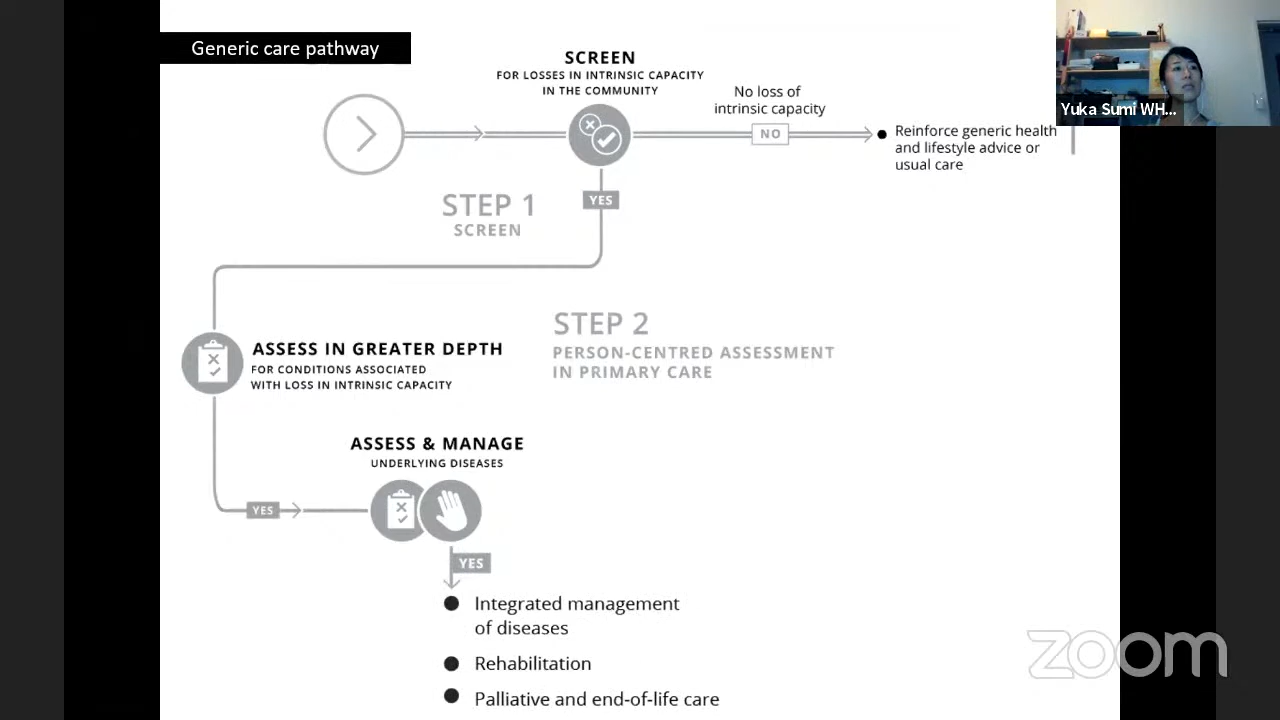 Generic care pathway
SCREEN
FOR LOSSES IN INTRINSIC CAPACITY
IN THE COMMUNITY
No loss of
intrinsic capacity
NO
Reinforce generic health
and lifestyle advice or
usual care
Yuka Sumi WH...
YES
STEP 1
SCREEN
STEP 2
PERSON-CENTRED ASSESSMENT
IN PRIMARY CARE
ASSESS IN GREATER DEPTH
FOR CONDITIONS ASSOCIATED
WITH LOSS IN INTRINSIC CAPACITY
ASSESS & MANAGE
UNDERLYING DISEASES
YES
YES
Integrated management
of diseases
Rehabilitation
Palliative and end-of-life care
zoom